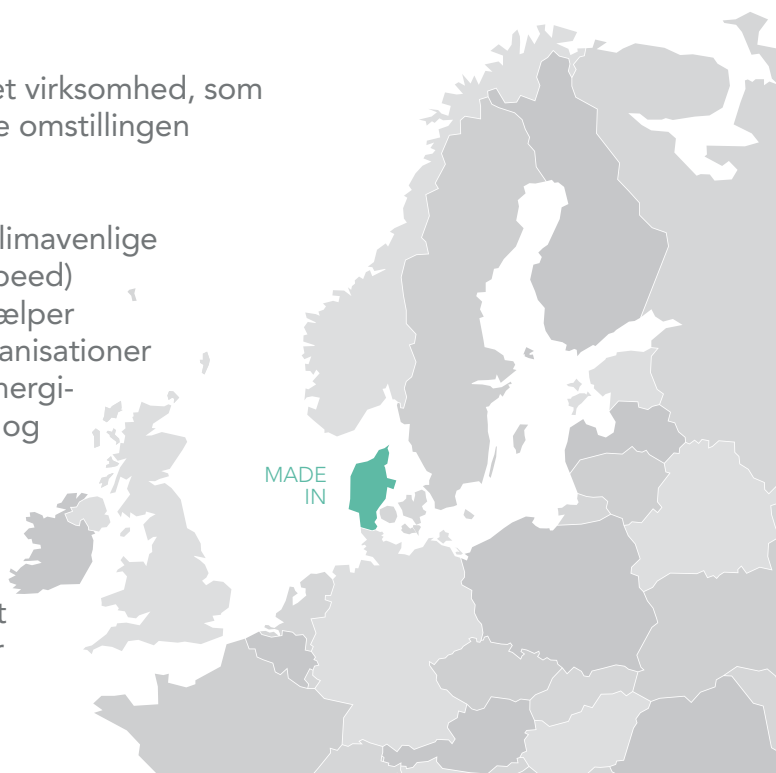 et virksomhed, som
e omstillingen
limavenlige
peed)
ælper
anisationer
nergi-
og
t
r
MADE
IN